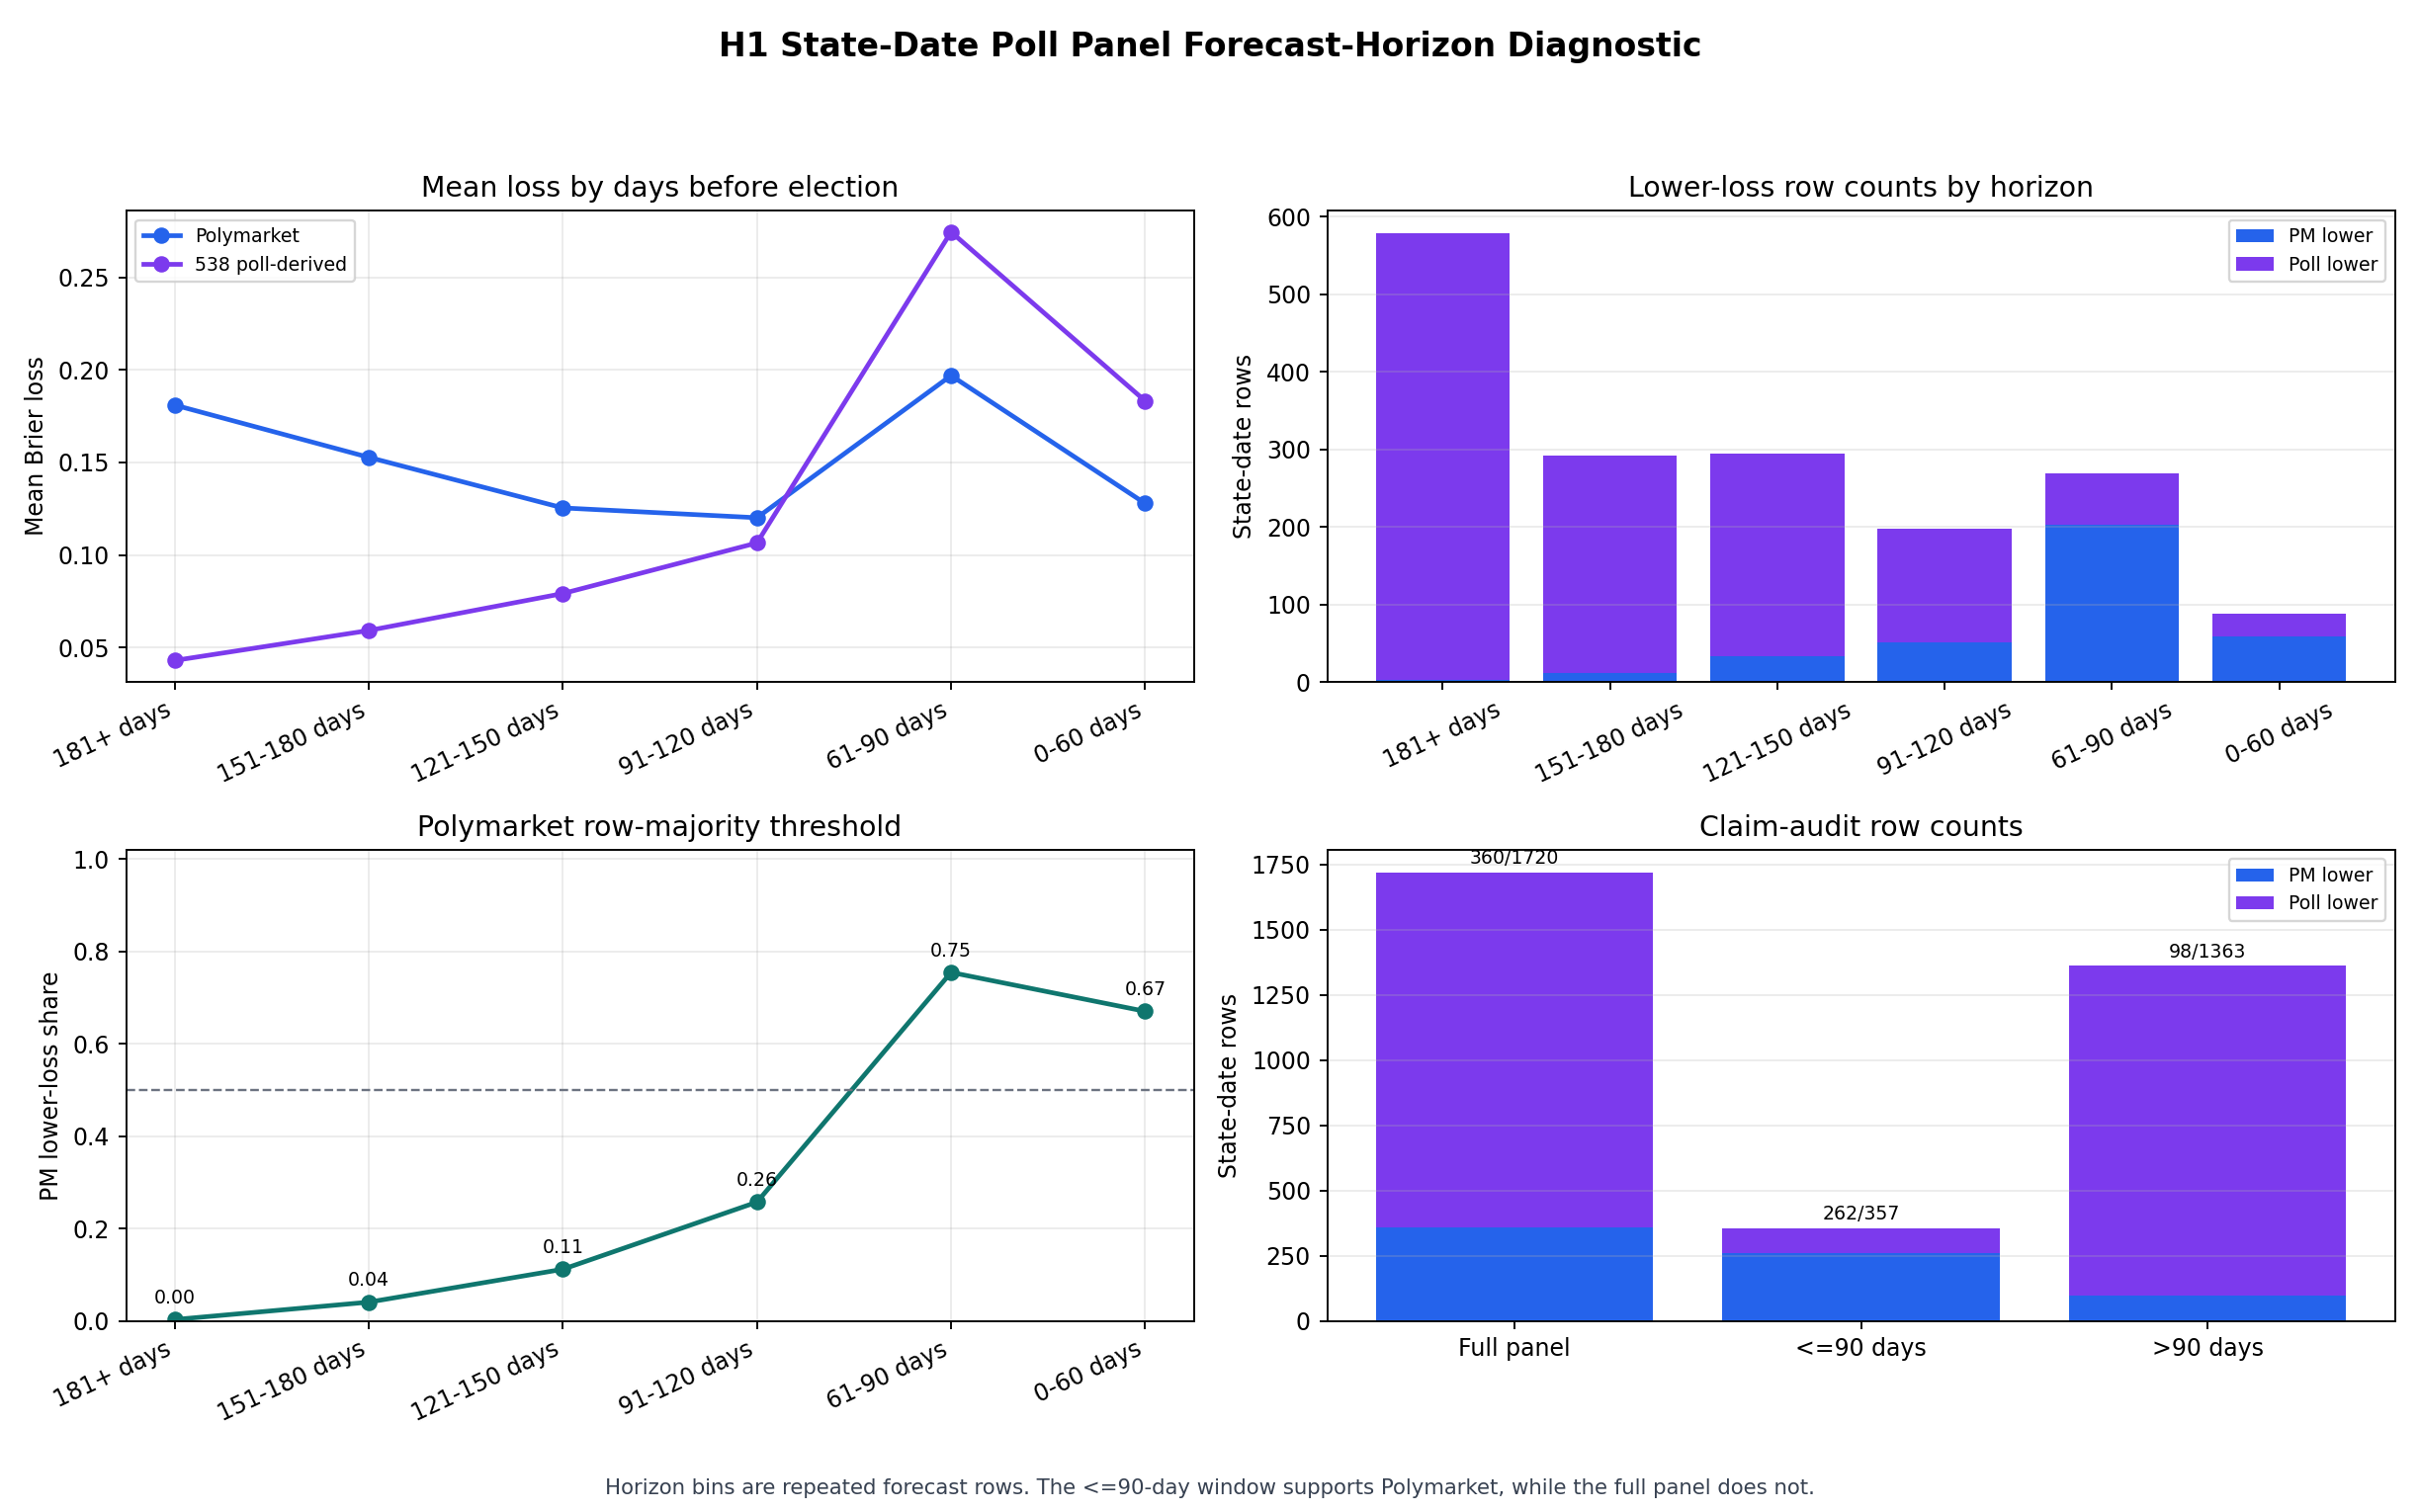 H1 State-Date Poll Panel Forecast-Horizon Diagnostic
Mean loss by days before election
Polymarket
538 poll-derived
Mean Brier loss
0.25
0.20
0.15
0.10
0.05
181+ days
151-180 days
121-150 days
91-120 days
61-90 days
0-60 days
Lower-loss row counts by horizon
PM lower
Poll lower
State-date rows
600
500
400
300
200
100
0
181+ days
151-180 days
121-150 days
91-120 days
61-90 days
0-60 days
Polymarket row-majority threshold
PM lower-loss share
1.0
0.8
0.6
0.4
0.2
0.0
0.00
0.04
0.11
0.26
0.75
0.67
181+ days
151-180 days
121-150 days
91-120 days
61-90 days
0-60 days
Claim-audit row counts
PM lower
Poll lower
State-date rows
1750
1500
1250
1000
750
500
250
0
360/1720
262/357
98/1363
Full panel
<=90 days
>90 days
Horizon bins are repeated forecast rows. The <=90-day window supports Polymarket, while the full panel does not.